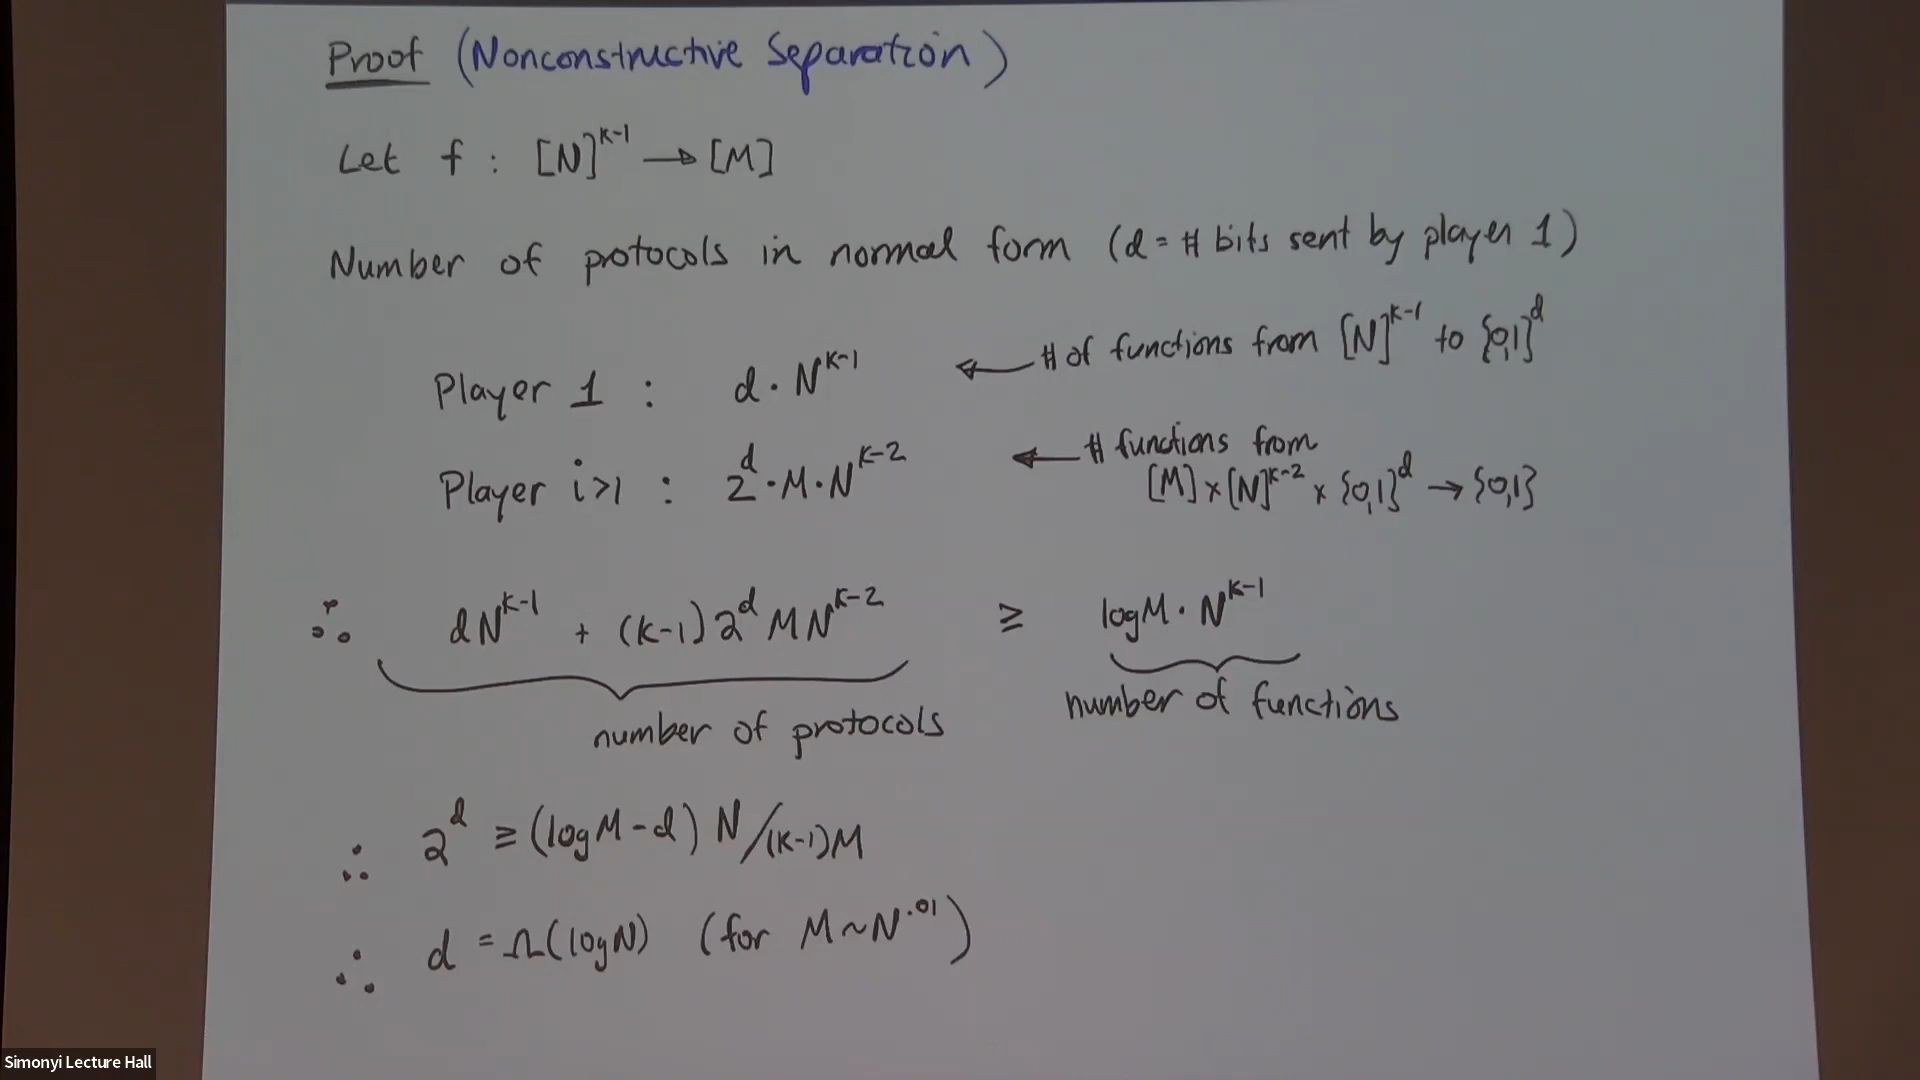 Proof (Nonconstructive Separation)
Let f : [N]^{k-1} → [M]
Number of protocols in normal form (d = # bits sent by player 1)
Player 1 : d · N^{k-1} ← # of functions from [N]^{k-1} to {0,1}^d
Player i>1 : 2^d · M · N^{k-2} ← # functions from
[M] × [N]^{k-2} × {0,1}^d → {0,1}
∴ dN^{k-1} + (k-1) 2^d M N^{k-2} ≥ log M · N^{k-1}
number of protocols number of functions
∴ 2^d ≥ (log M - d) N/(k-1)M
∴ d = Ω(log N) (for M ~ N^{.01})
Simonyi Lecture Hall